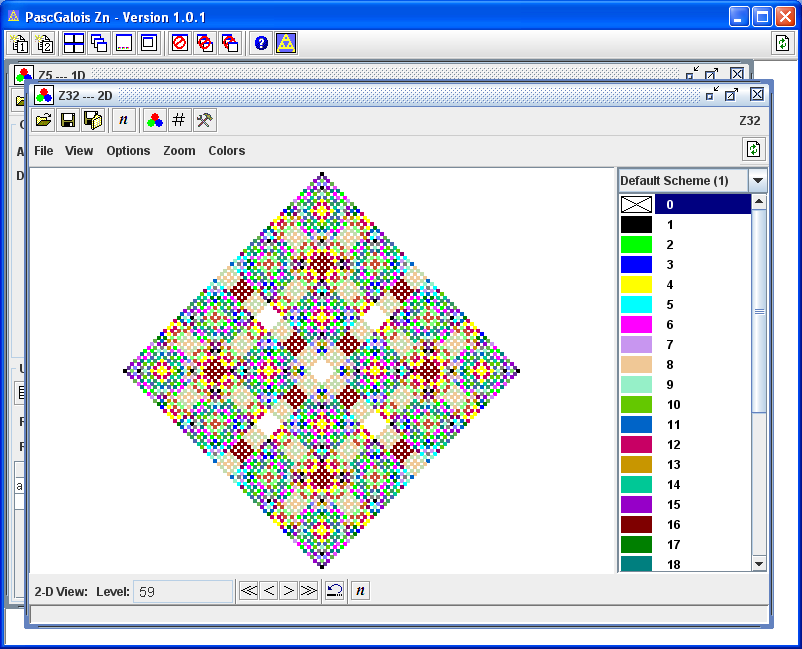 PascGalois Zn - Version 1.0.1
1 2 ?
Z5 --- 1D
Z32 --- 2D
n # Z32
File View Options Zoom Colors
A
D
Default Scheme (1)
0
1
2
3
4
5
6
7
8
9
10
11
12
13
14
15
16
17
18
a
2-D View: Level: 59 n